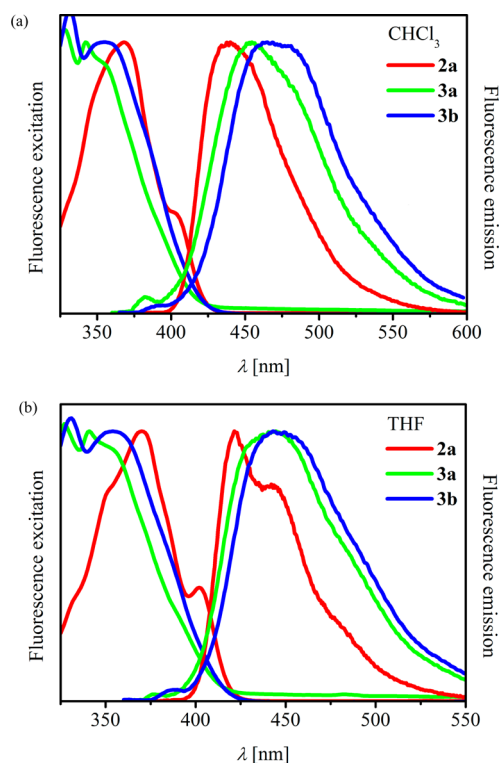 (a)
CHCl₃
2a
3a
3b
Fluorescence excitation
Fluorescence emission
350 400 450 500 550 600
λ [nm]
(b)
THF
2a
3a
3b
Fluorescence excitation
Fluorescence emission
350 400 450 500 550
λ [nm]